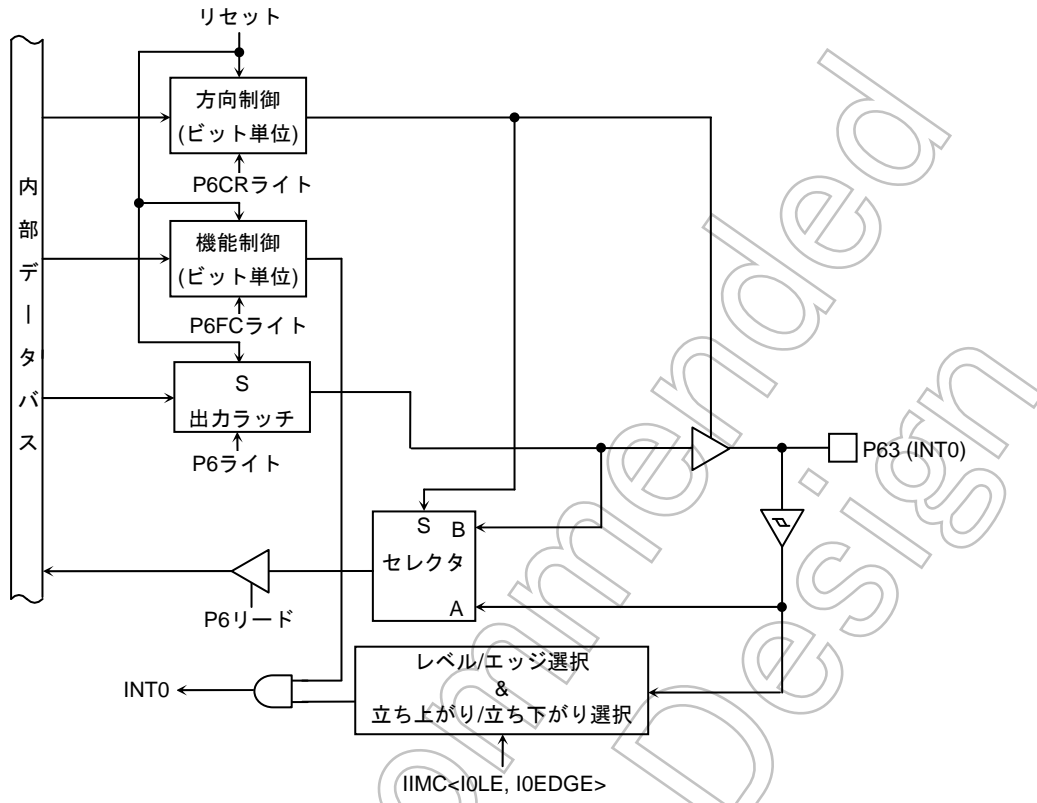 リセット
方向制御
(ビット単位)
P6CRライト
内部データバス
機能制御
(ビット単位)
P6FCライト
S
出力ラッチ
P6ライト
P63 (INT0)
S
B
セレクタ
A
P6リード
レベル/エッジ選択
&
立ち上がり/立ち下がり選択
INT0
IIMC<I0LE, I0EDGE>
ommended
Design